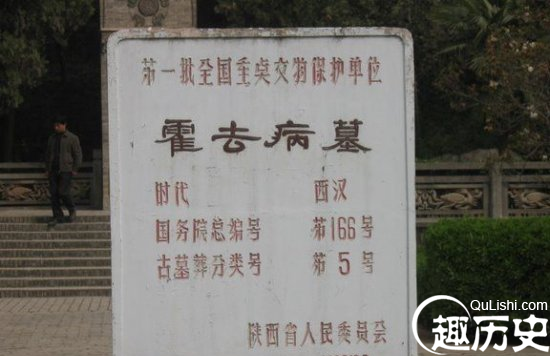 第一批全国重点文物保护单位
霍去病墓
时代 西汉
国务院总编号 第166号
古墓葬分类号 第5号
陕西省人民委员会
QuLishi.com
趣历史